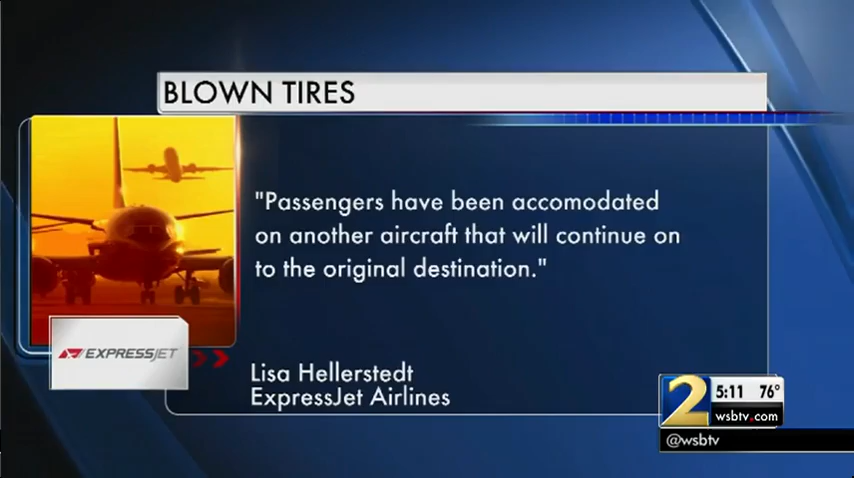 BLOWN TIRES
"Passengers have been accomodated
on another aircraft that will continue on
to the original destination."
EXPRESSJET
Lisa Hellerstedt
ExpressJet Airlines
2
5:11 76°
wsbtv.com
@wsbtv